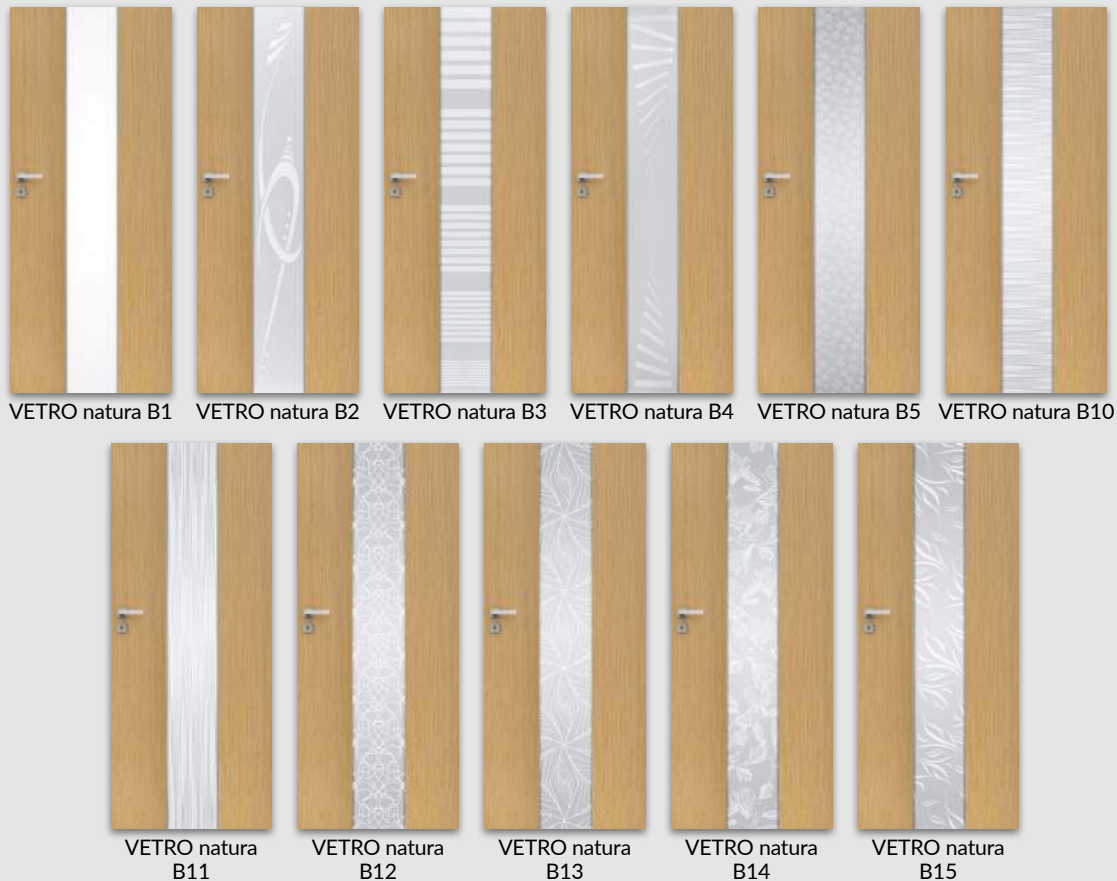 VETRO natura B1 VETRO natura B2 VETRO natura B3 VETRO natura B4 VETRO natura B5 VETRO natura B10
VETRO natura
B11
VETRO natura
B12
VETRO natura
B13
VETRO natura
B14
VETRO natura
B15